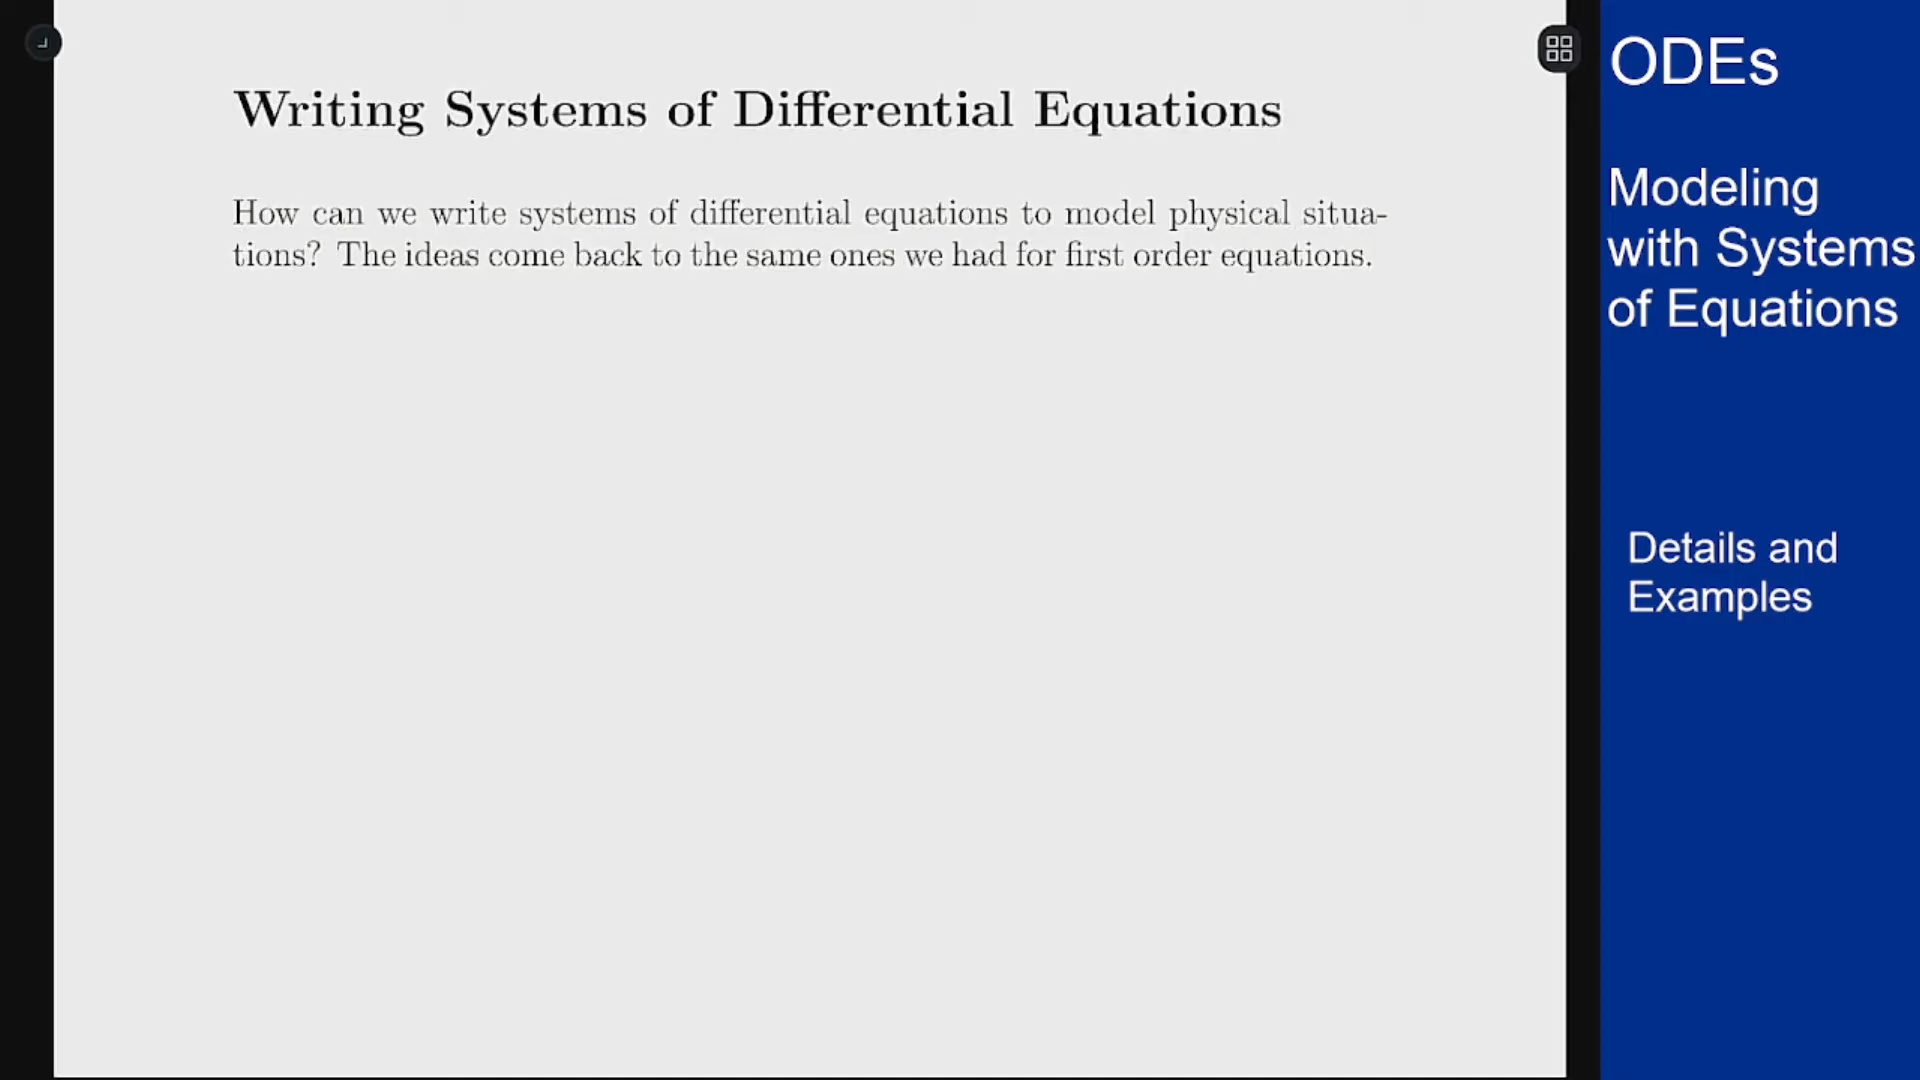 Writing Systems of Differential Equations
How can we write systems of differential equations to model physical situa-
tions? The ideas come back to the same ones we had for first order equations.
ODEs
Modeling
with Systems
of Equations
Details and
Examples